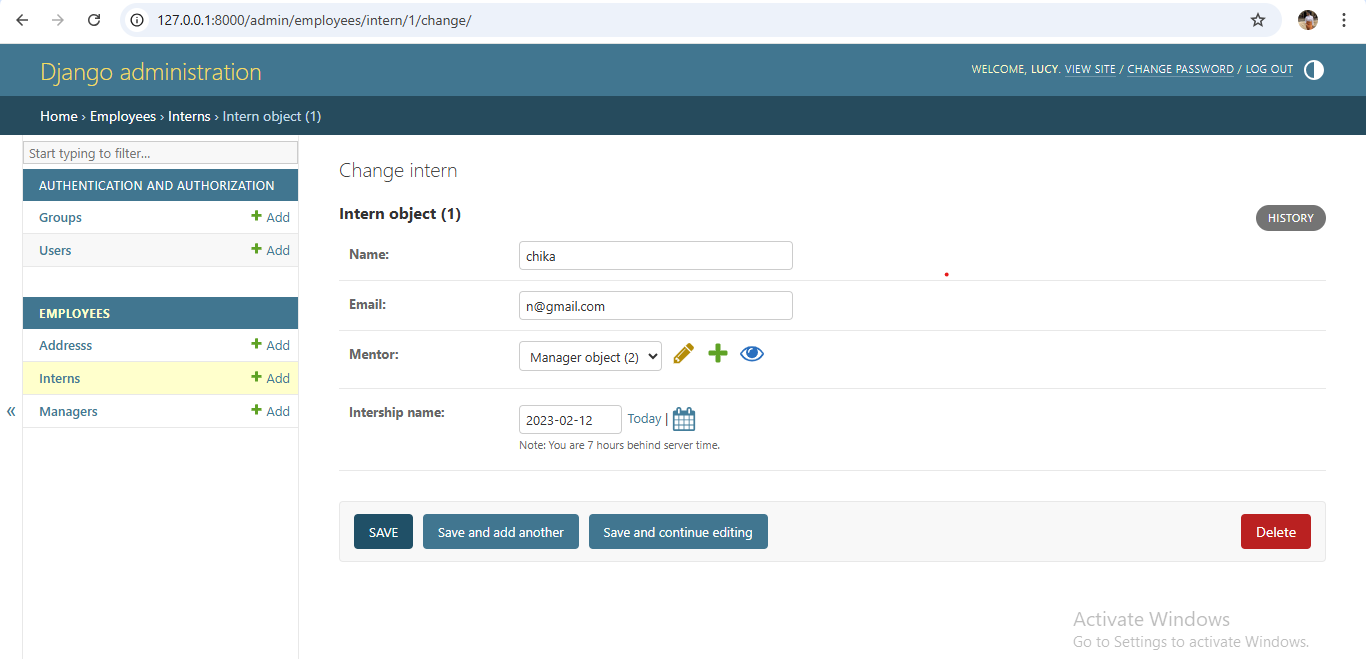 127.0.0.1:8000/admin/employees/intern/1/change/
Django administration
WELCOME, LUCY. VIEW SITE / CHANGE PASSWORD / LOG OUT
Home › Employees › Interns › Intern object (1)
Start typing to filter...
AUTHENTICATION AND AUTHORIZATION
Groups + Add
Users + Add
EMPLOYEES
Addresss + Add
Interns + Add
Managers + Add
«
Change intern
Intern object (1)
HISTORY
Name: chika
Email: n@gmail.com
Mentor: Manager object (2)
Intership name: 2023-02-12 Today |
Note: You are 7 hours behind server time.
SAVE Save and add another Save and continue editing Delete
Activate Windows
Go to Settings to activate Windows.